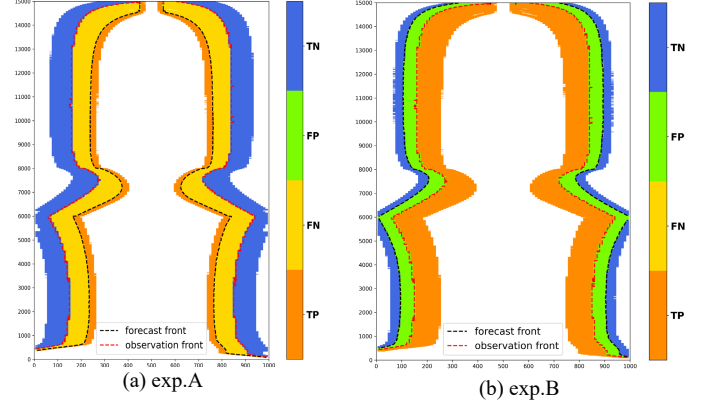 15000
14000
13000
12000
11000
10000
9000
8000
7000
6000
5000
4000
3000
2000
1000
0
0 100 200 300 400 500 600 700 800 900 1000
forecast front
observation front
TN
FP
FN
TP
(a) exp.A
15000
14000
13000
12000
11000
10000
9000
8000
7000
6000
5000
4000
3000
2000
1000
0
0 100 200 300 400 500 600 700 800 900 1000
forecast front
observation front
TN
FP
FN
TP
(b) exp.B